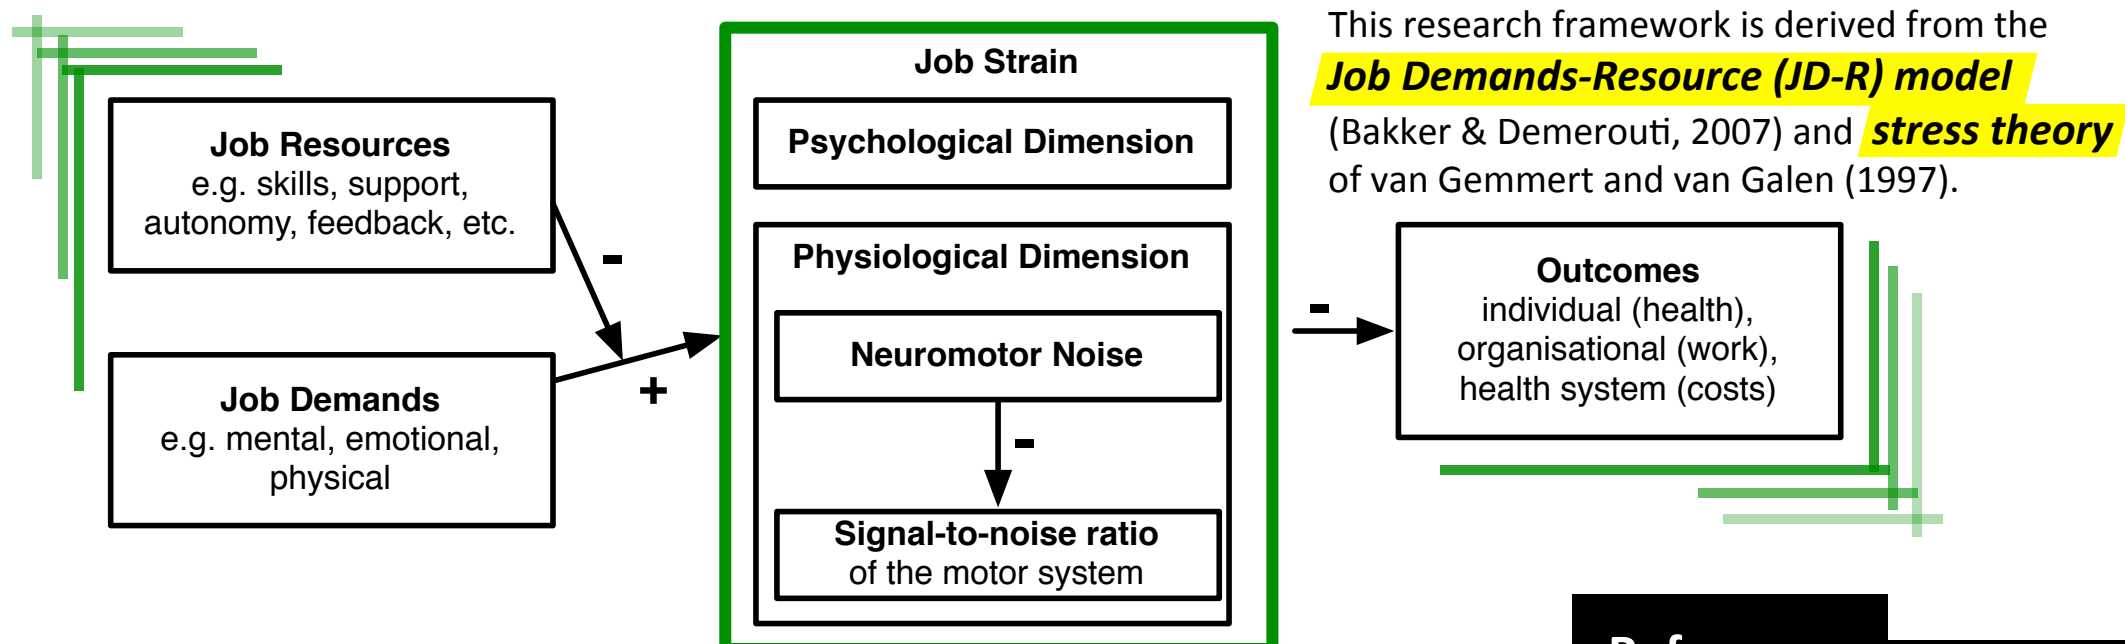 This research framework is derived from the
Job Demands-Resource (JD-R) model
(Bakker & Demerouti, 2007) and stress theory
of van Gemmert and van Galen (1997).
Job Resources
e.g. skills, support,
autonomy, feedback, etc.
-
Job Demands
e.g. mental, emotional,
physical
+
Job Strain
Psychological Dimension
Physiological Dimension
Neuromotor Noise
-
Signal-to-noise ratio
of the motor system
-
Outcomes
individual (health),
organisational (work),
health system (costs)